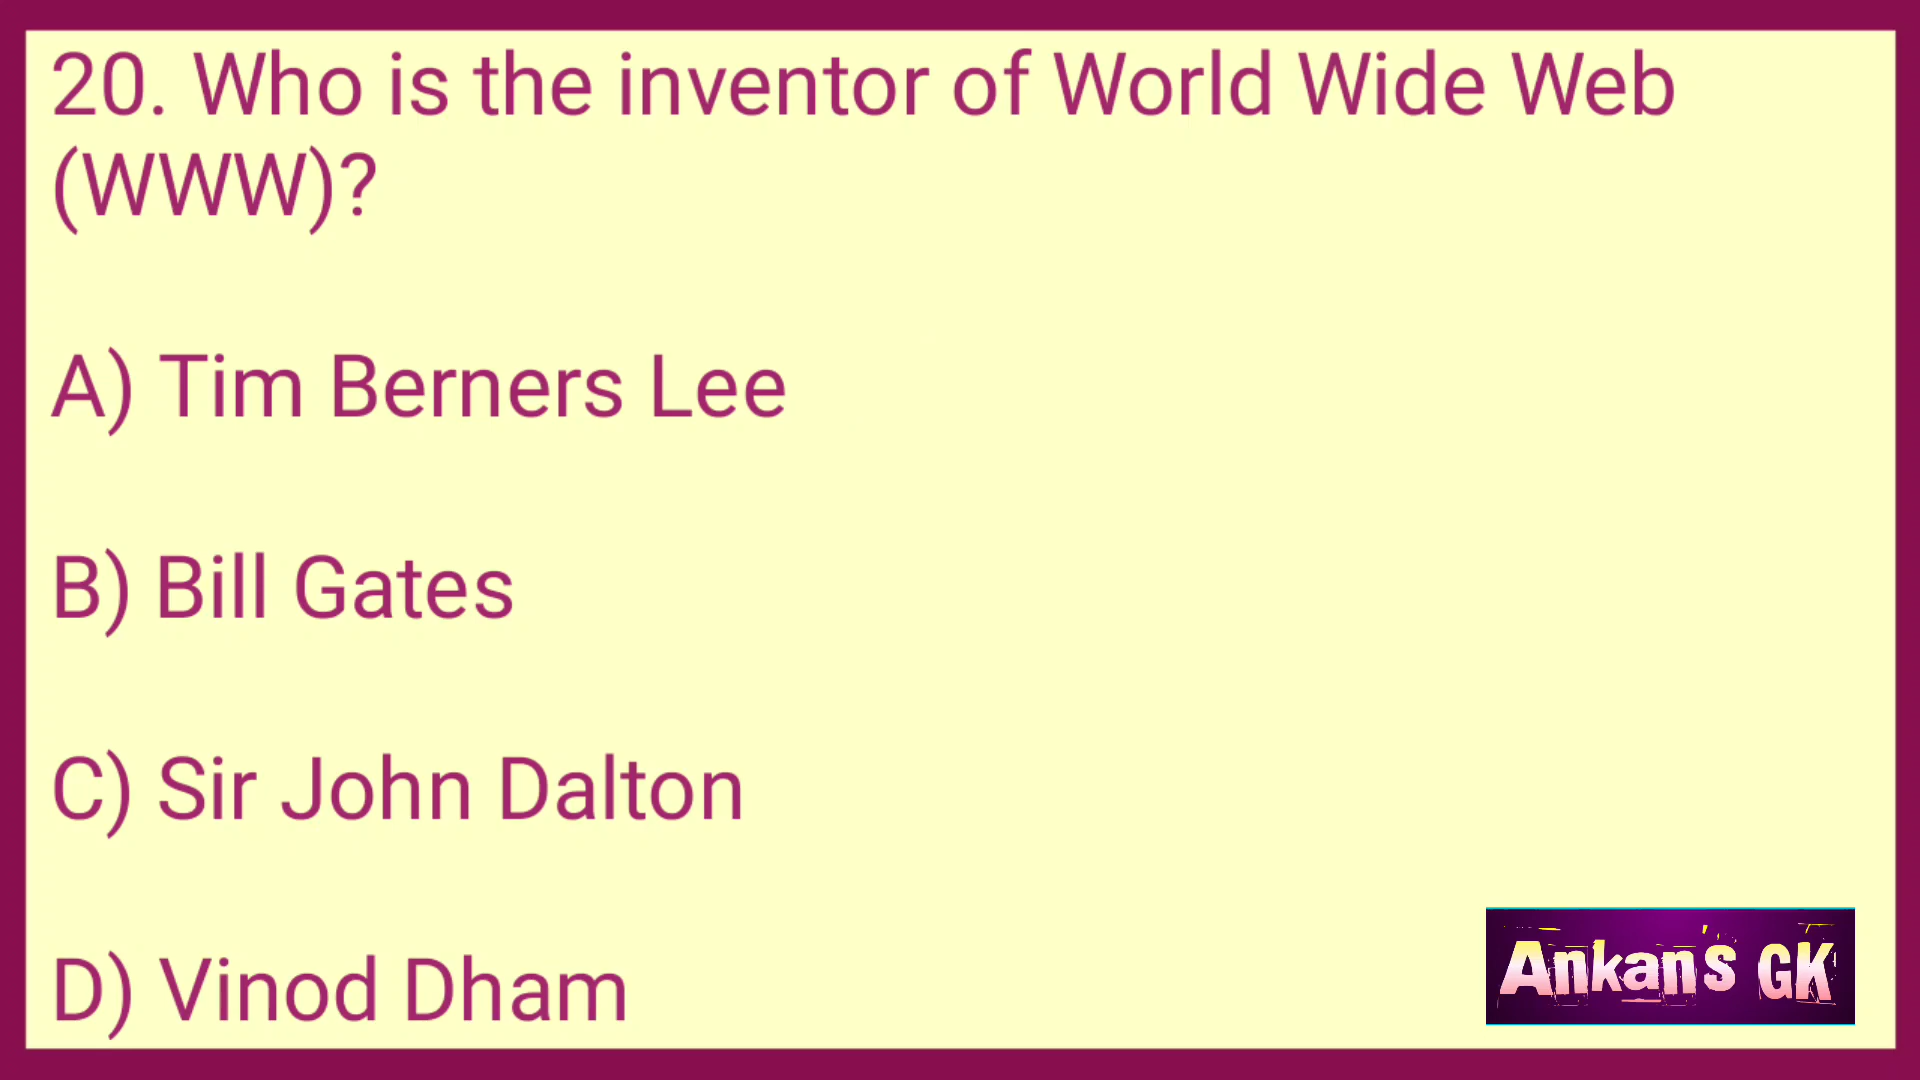 20. Who is the inventor of World Wide Web
(WWW)?
A) Tim Berners Lee
B) Bill Gates
C) Sir John Dalton
D) Vinod Dham
Ankan's GK